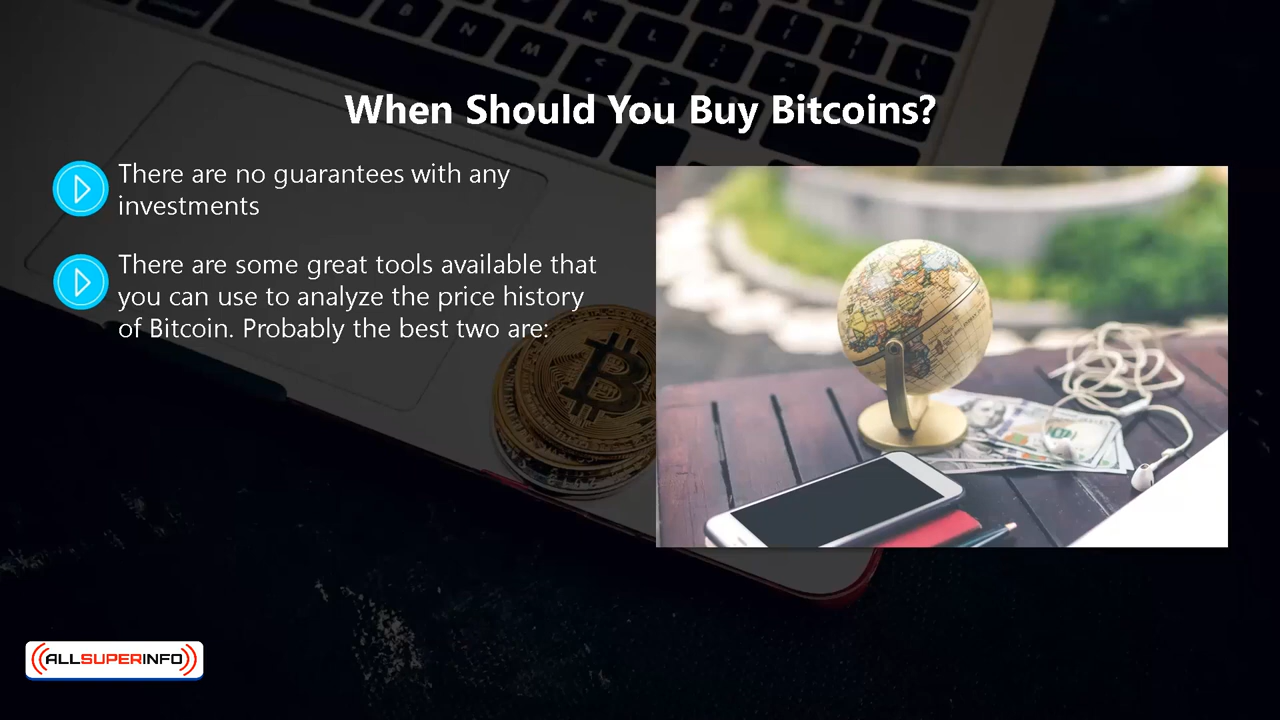 When Should You Buy Bitcoins?
There are no guarantees with any
investments
There are some great tools available that
you can use to analyze the price history
of Bitcoin. Probably the best two are:
ALLSUPERINFO